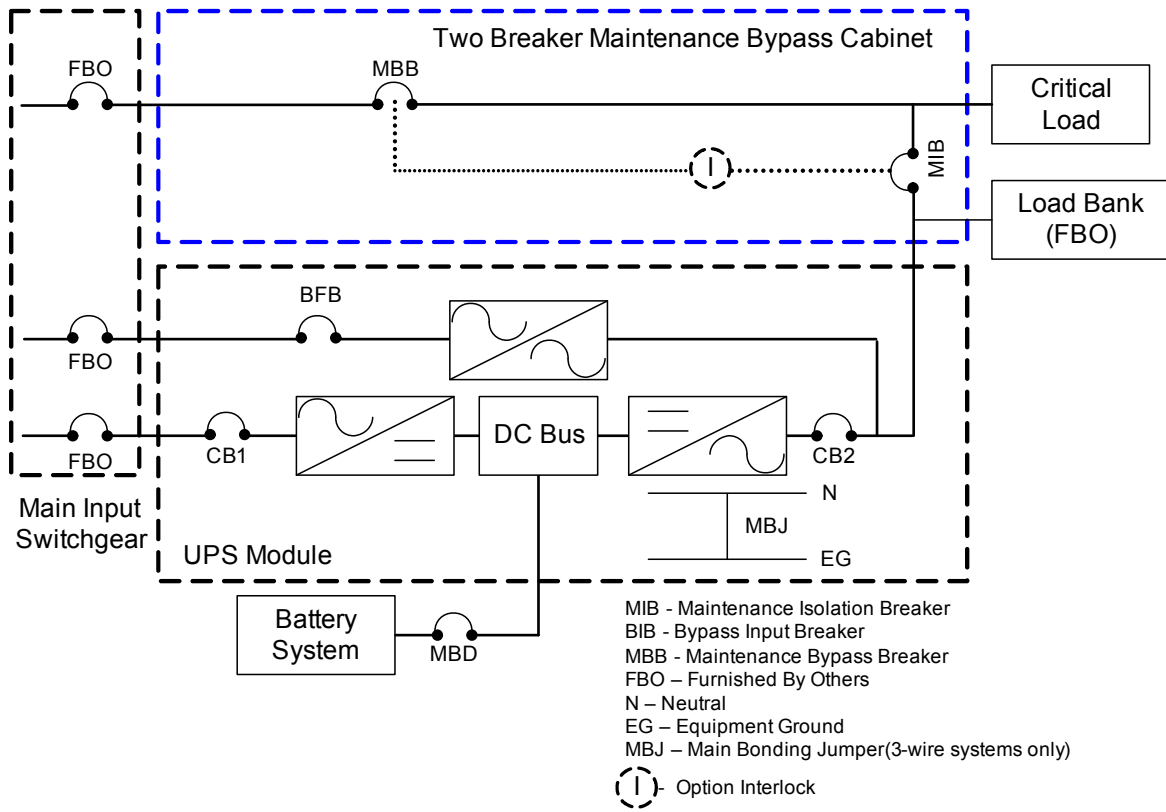 Two Breaker Maintenance Bypass Cabinet
FBO
MBB
Critical
Load
I
MIB
Load Bank
(FBO)
BFB
FBO
DC Bus
FBO
CB1
CB2
N
MBJ
EG
Main Input
Switchgear
UPS Module
Battery
System
MBD
MIB - Maintenance Isolation Breaker
BIB - Bypass Input Breaker
MBB - Maintenance Bypass Breaker
FBO – Furnished By Others
N – Neutral
EG – Equipment Ground
MBJ – Main Bonding Jumper(3-wire systems only)
I - Option Interlock